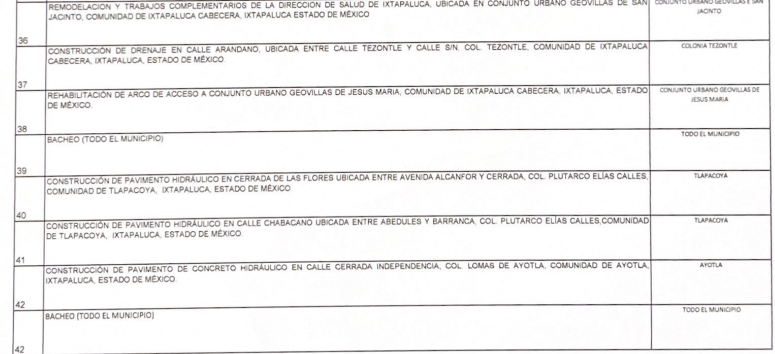 REMODELACION Y TRABAJOS COMPLEMENTARIOS DE LA DIRECCION DE SALUD DE IXTAPALUCA, UBICADA EN CONJUNTO URBANO GEOVILLAS DE SAN
JACINTO, COMUNIDAD DE IXTAPALUCA CABECERA, IXTAPALUCA ESTADO DE MÉXICO
CONJUNTO URBANO GEOVILLAS E SAN
JACINTO
36
CONSTRUCCIÓN DE DRENAJE EN CALLE ARANDANO, UBICADA ENTRE CALLE TEZONTLE Y CALLE S/N, COL. TEZONTLE, COMUNIDAD DE IXTAPALUCA
CABECERA, IXTAPALUCA, ESTADO DE MÉXICO.
COLONIA TEZONTLE
37
REHABILITACIÓN DE ARCO DE ACCESO A CONJUNTO URBANO GEOVILLAS DE JESUS MARIA, COMUNIDAD DE IXTAPALUCA CABECERA, IXTAPALUCA, ESTADO
DE MÉXICO.
CONJUNTO URBANO GEOVILLAS DE
JESUS MARIA
38
BACHEO (TODO EL MUNICIPIO)
TODO EL MUNICIPIO
39
CONSTRUCCIÓN DE PAVIMENTO HIDRÁULICO EN CERRADA DE LAS FLORES UBICADA ENTRE AVENIDA ALCANFOR Y CERRADA, COL. PLUTARCO ELÍAS CALLES,
COMUNIDAD DE TLAPACOYA, IXTAPALUCA, ESTADO DE MÉXICO
TLAPACOYA
40
CONSTRUCCIÓN DE PAVIMENTO HIDRÁULICO EN CALLE CHABACANO UBICADA ENTRE ABEDULES Y BARRANCA, COL. PLUTARCO ELÍAS CALLES,COMUNIDAD
DE TLAPACOYA, IXTAPALUCA, ESTADO DE MÉXICO.
TLAPACOYA
41
CONSTRUCCIÓN DE PAVIMENTO DE CONCRETO HIDRÁULICO EN CALLE CERRADA INDEPENDENCIA, COL. LOMAS DE AYOTLA, COMUNIDAD DE AYOTLA,
IXTAPALUCA, ESTADO DE MÉXICO.
AYOTLA
42
BACHEO (TODO EL MUNICIPIO)
TODO EL MUNICIPIO
42